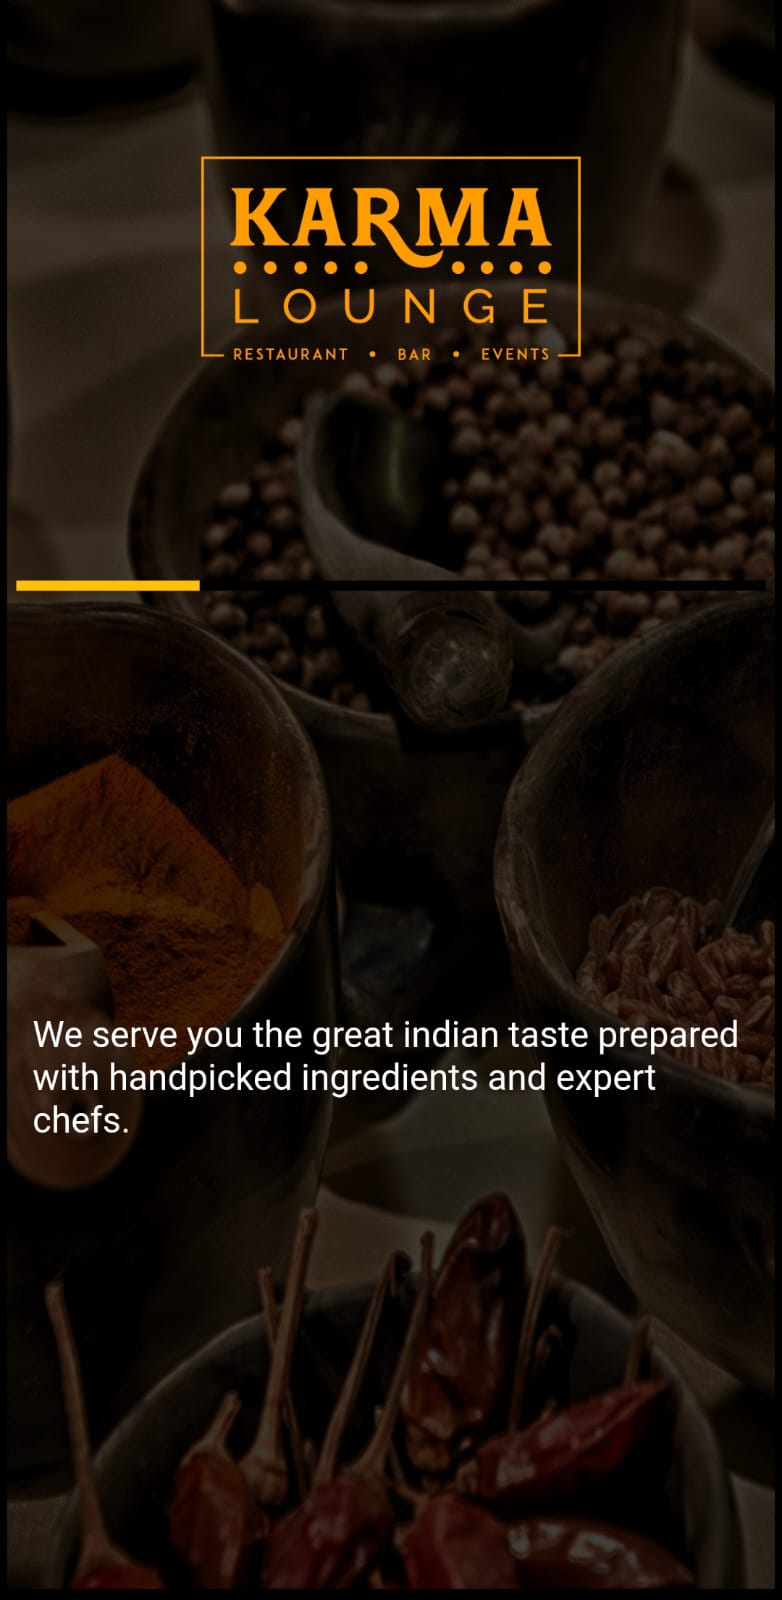 KARMA
LOUNGE
RESTAURANT • BAR • EVENTS
We serve you the great indian taste prepared
with handpicked ingredients and expert
chefs.